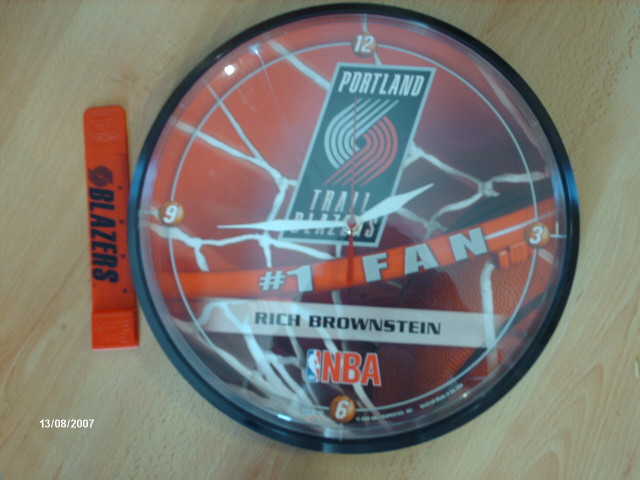 12
PORTLAND
TRAIL
BLAZERS
9
3
#1 FAN
BLAZERS
RICH BROWNSTEIN
NBA
6
13/08/2007